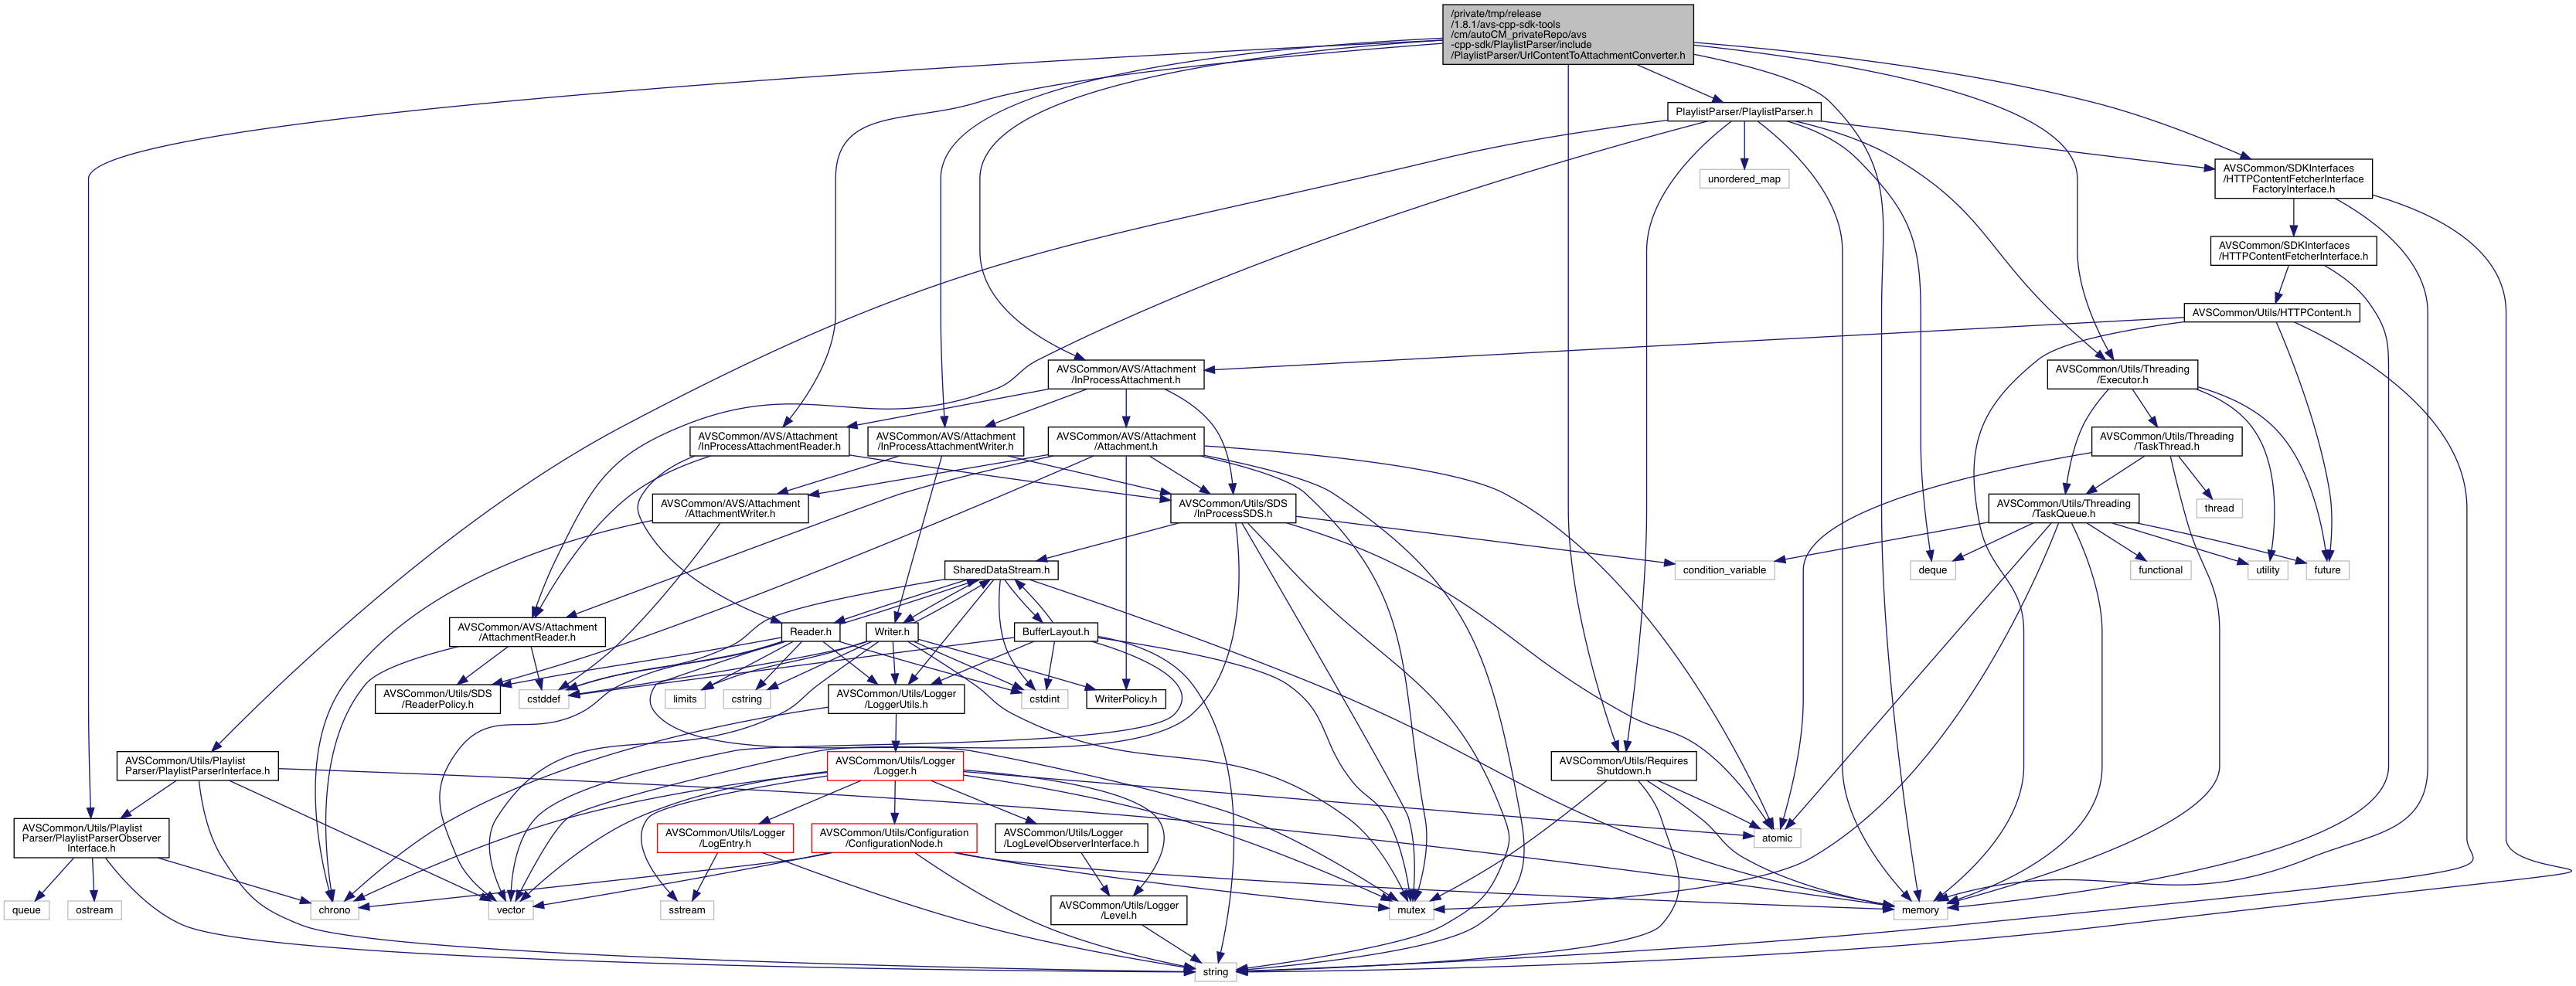 /private/tmp/release
/1.8.1/avs-cpp-sdk-tools
/cm/autoCM_privateRepo/avs
-cpp-sdk/PlaylistParser/include
/PlaylistParser/UrlContentToAttachmentConverter.h
PlaylistParser/PlaylistParser.h
unordered_map
AVSCommon/SDKInterfaces
/HTTPContentFetcherInterface
FactoryInterface.h
AVSCommon/SDKInterfaces
/HTTPContentFetcherInterface.h
AVSCommon/Utils/HTTPContent.h
AVSCommon/AVS/Attachment
/InProcessAttachment.h
AVSCommon/Utils/Threading
/Executor.h
AVSCommon/AVS/Attachment
/InProcessAttachmentReader.h
AVSCommon/AVS/Attachment
/InProcessAttachmentWriter.h
AVSCommon/AVS/Attachment
/Attachment.h
AVSCommon/Utils/Threading
/TaskThread.h
AVSCommon/AVS/Attachment
/AttachmentWriter.h
AVSCommon/Utils/SDS
/InProcessSDS.h
AVSCommon/Utils/Threading
/TaskQueue.h
thread
SharedDataStream.h
condition_variable
deque
functional
utility
future
AVSCommon/AVS/Attachment
/AttachmentReader.h
Reader.h
Writer.h
BufferLayout.h
AVSCommon/Utils/SDS
/ReaderPolicy.h
cstddef
limits
cstring
AVSCommon/Utils/Logger
/LoggerUtils.h
cstdint
WriterPolicy.h
AVSCommon/Utils/Playlist
Parser/PlaylistParserInterface.h
AVSCommon/Utils/Logger
/Logger.h
AVSCommon/Utils/Requires
Shutdown.h
AVSCommon/Utils/Playlist
Parser/PlaylistParserObserver
Interface.h
AVSCommon/Utils/Logger
/LogEntry.h
AVSCommon/Utils/Configuration
/ConfigurationNode.h
AVSCommon/Utils/Logger
/LogLevelObserverInterface.h
atomic
queue
ostream
chrono
vector
sstream
AVSCommon/Utils/Logger
/Level.h
mutex
memory
string